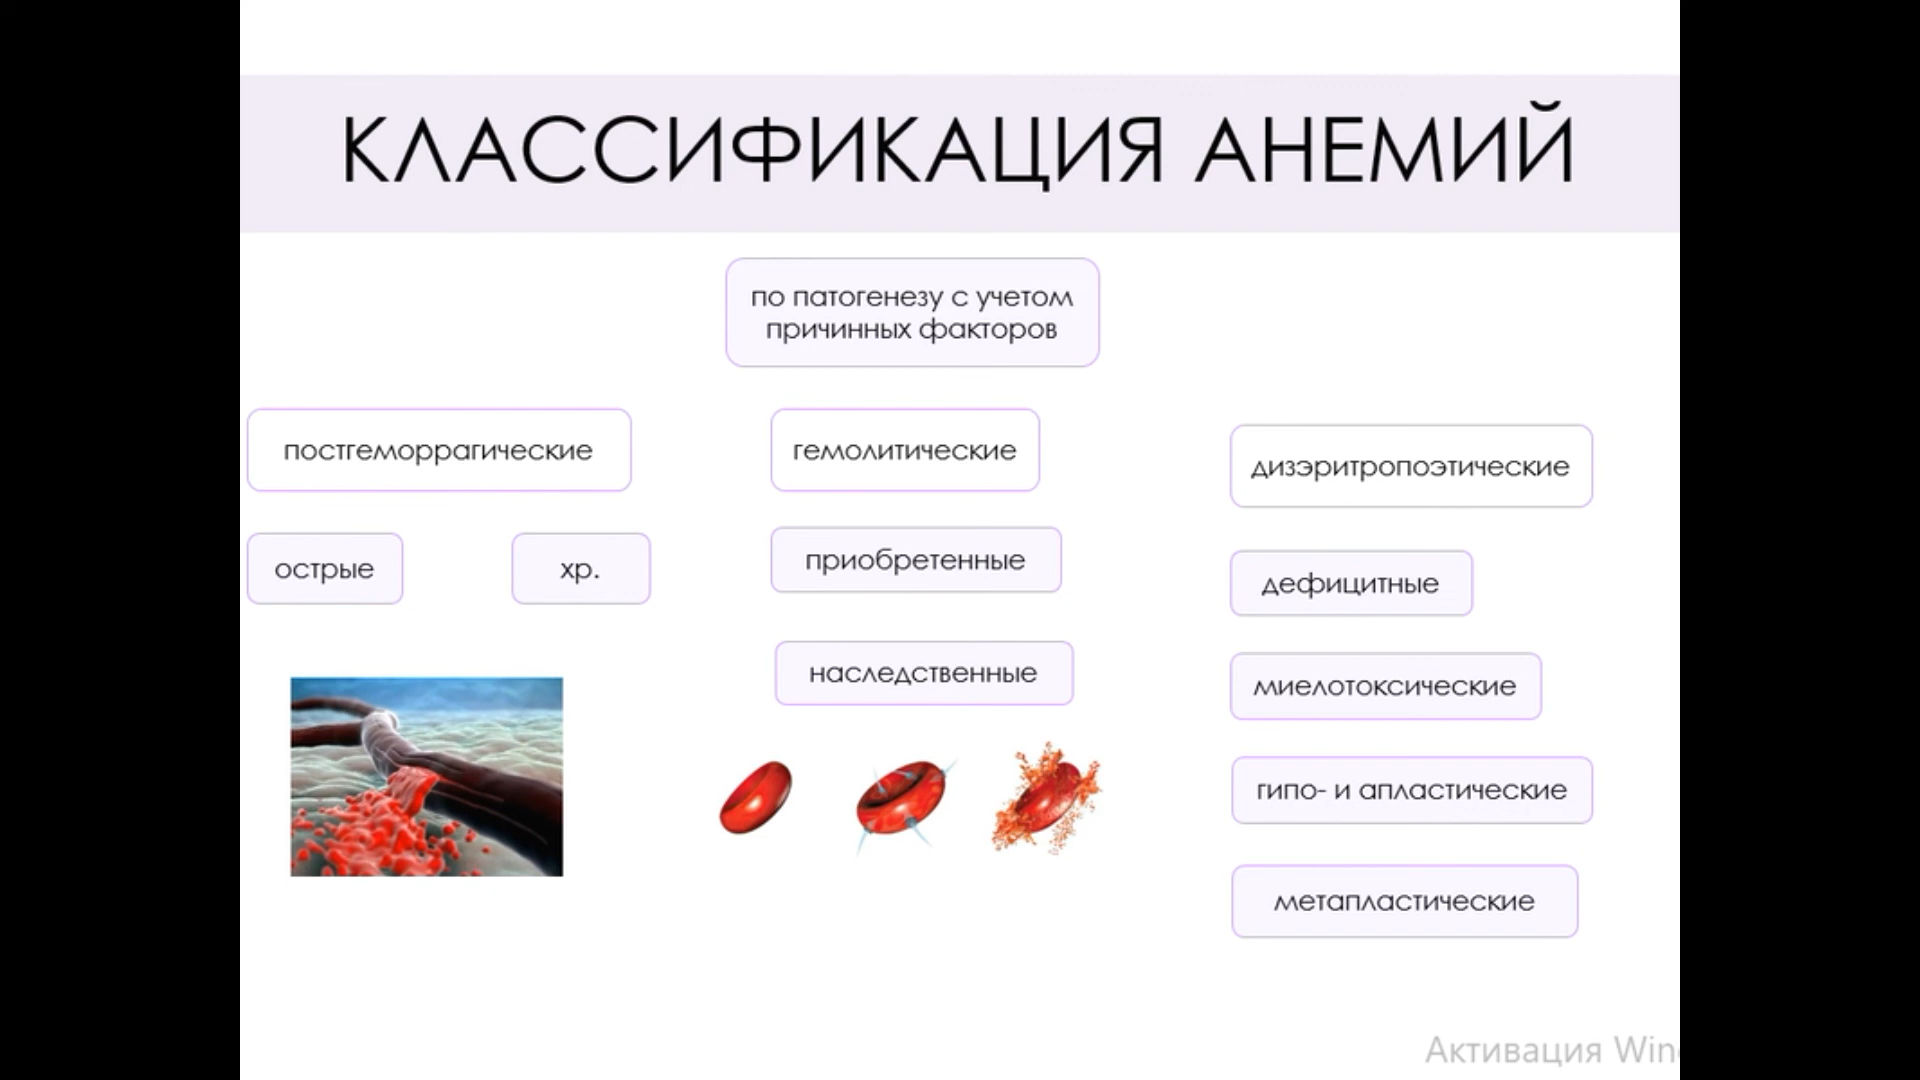 КЛАССИФИКАЦИЯ АНЕМИЙ
по патогенезу с учетом
причинных факторов
постгеморрагические
острые
хр.
гемолитические
приобретенные
наследственные
дизэритропоэтические
дефицитные
миелотоксические
гипо- и апластические
метапластические
Активация Win